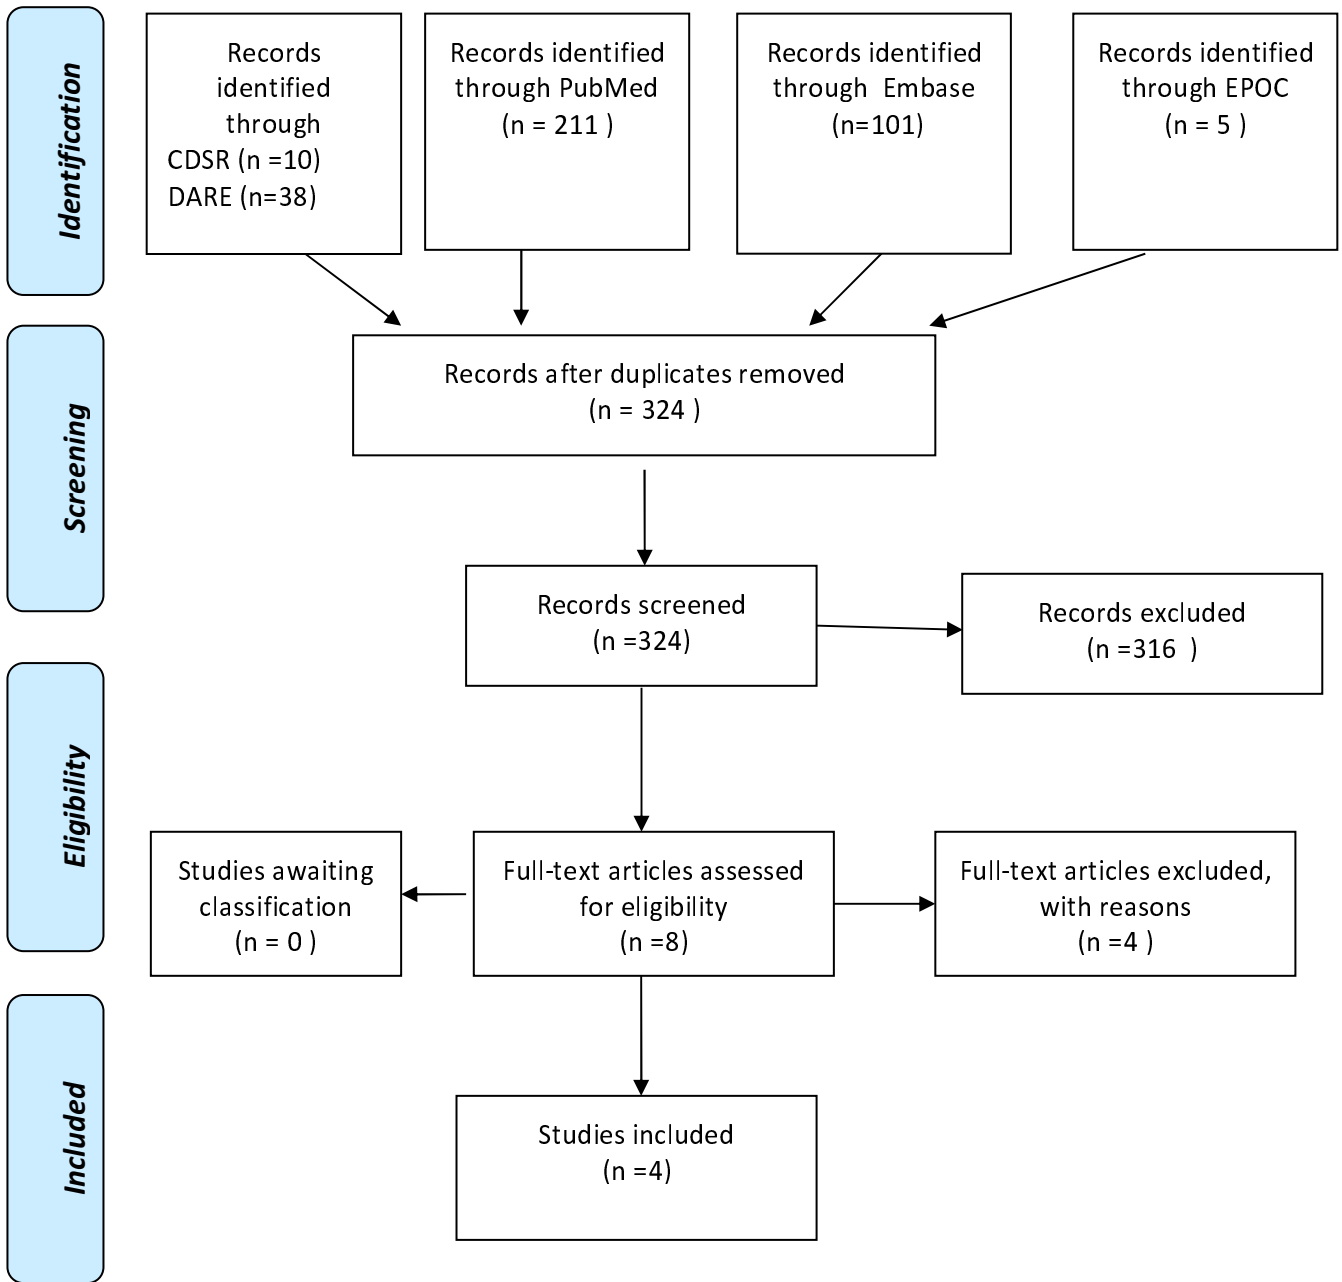 Identification
Records
identified
through
CDSR (n =10)
DARE (n=38)
Records identified
through PubMed
(n = 211 )
Records identified
through  Embase
(n=101)
Records identified
through EPOC
(n = 5 )
Screening
Records after duplicates removed
(n = 324 )
Records screened
(n =324)
Records excluded
(n =316  )
Eligibility
Studies awaiting
classification
(n = 0 )
Full-text articles assessed
for eligibility
(n =8)
Full-text articles excluded,
with reasons
(n =4 )
Included
Studies included
(n =4)